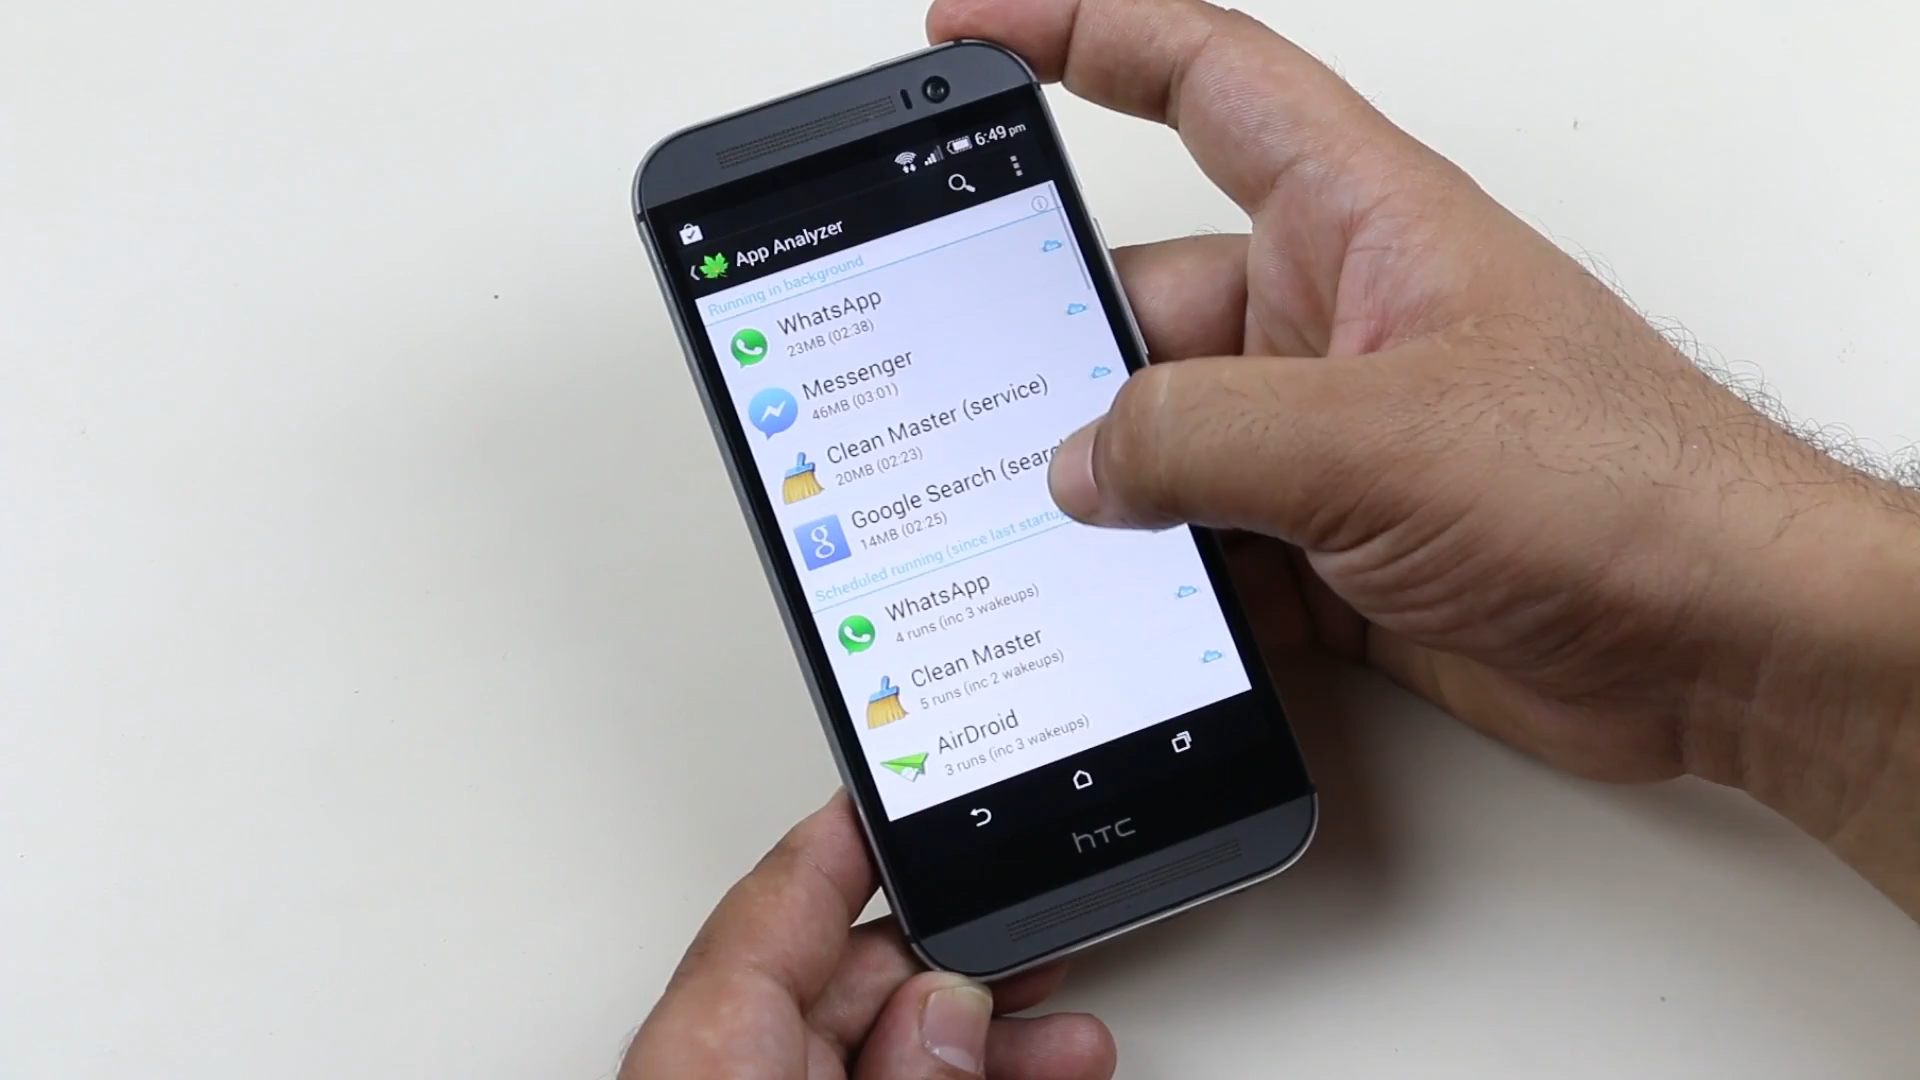 6:49 pm
App Analyzer
Running in background
WhatsApp
23MB (02:38)
Messenger
46MB (03:01)
Clean Master (service)
20MB (02:23)
Google Search
14MB (02:25)
Scheduled running (since last startup
WhatsApp
4 runs (inc 3 wakeups)
Clean Master
5 runs (inc 2 wakeups)
AirDroid
3 runs (inc 3 wakeups)
hTC